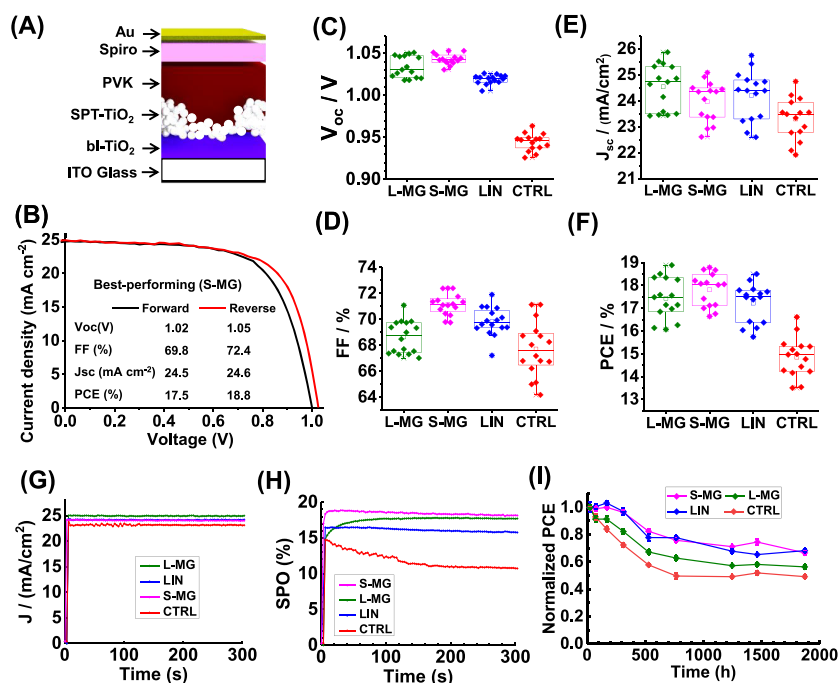 (A)
Au
Spiro
PVK
SPT-TiO₂
bl-TiO₂
ITO Glass
(B)
Current density (mA cm⁻²)
25
20
15
10
5
0
Best-performing (S-MG)
Forward Reverse
Voc(V) 1.02 1.05
FF (%) 69.8 72.4
Jsc (mA cm⁻²) 24.5 24.6
PCE (%) 17.5 18.8
0.0 0.2 0.4 0.6 0.8 1.0
Voltage (V)
(C)
Voc / V
1.05
1.00
0.95
0.90
L-MG S-MG LIN CTRL
(D)
FF / %
72
70
68
66
64
L-MG S-MG LIN CTRL
(E)
Jsc / (mA/cm²)
26
25
24
23
22
21
L-MG S-MG LIN CTRL
(F)
PCE / %
19
18
17
16
15
14
13
12
L-MG S-MG LIN CTRL
(G)
J / (mA/cm²)
30
25
20
15
10
5
0
L-MG
LIN
S-MG
CTRL
0 100 200 300
Time (s)
(H)
SPO (%)
20
15
10
5
0
S-MG
L-MG
LIN
CTRL
0 100 200 300
Time (s)
(I)
Normalized PCE
1.0
0.8
0.6
0.4
0.2
0.0
S-MG L-MG
LIN CTRL
0 500 1000 1500 2000
Time (h)